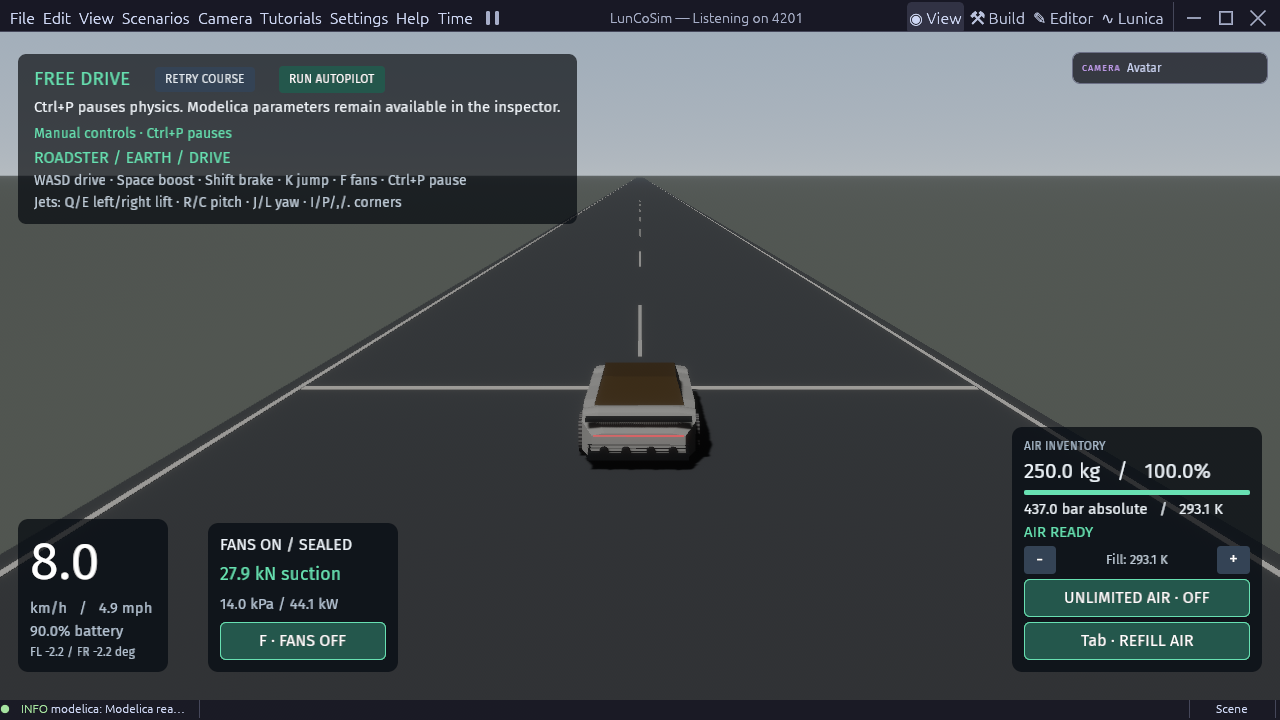 File Edit View Scenarios Camera Tutorials Settings Help Time
LunCoSim — Listening on 4201
View Build Editor Lunica
FREE DRIVE RETRY COURSE RUN AUTOPILOT
Ctrl+P pauses physics. Modelica parameters remain available in the inspector.
Manual controls · Ctrl+P pauses
ROADSTER / EARTH / DRIVE
WASD drive · Space boost · Shift brake · K jump · F fans · Ctrl+P pause
Jets: Q/E left/right lift · R/C pitch · J/L yaw · I/P/,/. corners
CAMERA Avatar
8.0
km/h / 4.9 mph
90.0% battery
FL -2.2 / FR -2.2 deg
FANS ON / SEALED
27.9 kN suction
14.0 kPa / 44.1 kW
F · FANS OFF
AIR INVENTORY
250.0 kg / 100.0%
437.0 bar absolute / 293.1 K
AIR READY
- Fill: 293.1 K +
UNLIMITED AIR · OFF
Tab · REFILL AIR
INFO modelica: Modelica rea...
Scene